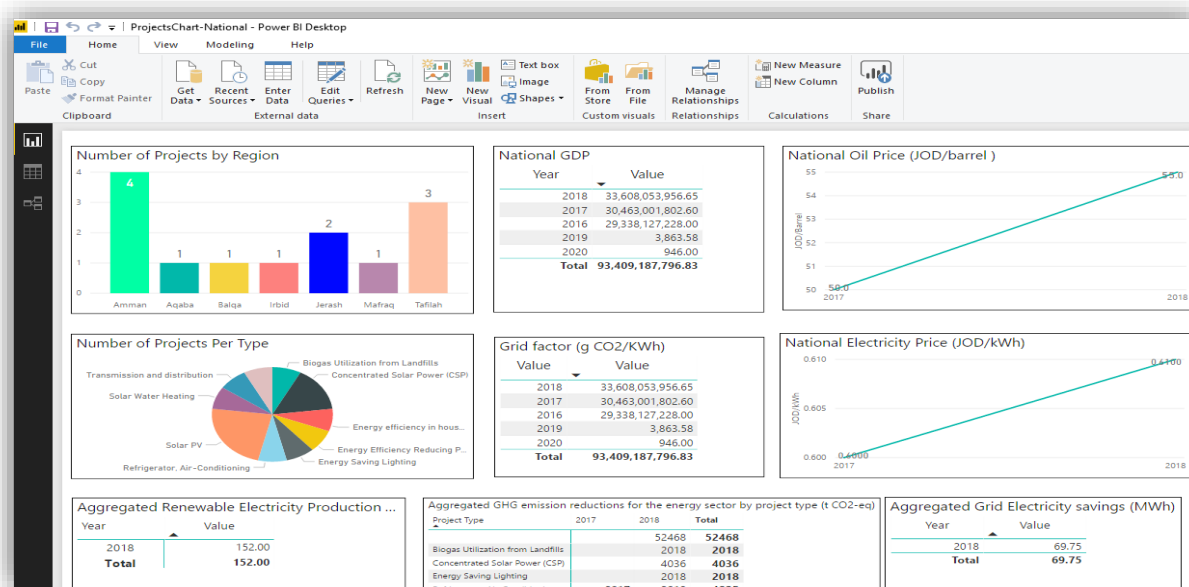 ProjectsChart-National - Power BI Desktop
File Home View Modeling Help
Paste
Cut
Copy
Format Painter
Get Data
Recent Sources
Enter Data
Edit Queries
Refresh
New Page
New Visual
Text box
Image
Shapes
From Store
From File
Manage Relationships
New Measure
New Column
Publish
Clipboard External data Insert Custom visuals Relationships Calculations Share
Number of Projects by Region
4
3
2
1
0
4 1 1 1 2 1 3
Amman Aqaba Balqa Irbid Jerash Mafraq Tafilah
National GDP
Year Value
2018 33,608,053,956.65
2017 30,463,001,802.60
2016 29,338,127,228.00
2019 3,863.58
2020 946.00
Total 93,409,187,796.83
National Oil Price (JOD/barrel )
JOD/Barrel
55
54
53
52
51
50
50.0
55.0
2017 2018
Number of Projects Per Type
Biogas Utilization from Landfills
Concentrated Solar Power (CSP)
Energy efficiency in hous...
Energy Efficiency Reducing P...
Energy Saving Lighting
Refrigerator, Air-Conditioning
Solar PV
Solar Water Heating
Transmission and distribution
Grid factor (g CO2/KWh)
Value Value
2018 33,608,053,956.65
2017 30,463,001,802.60
2016 29,338,127,228.00
2019 3,863.58
2020 946.00
Total 93,409,187,796.83
National Electricity Price (JOD/kWh)
JOD/kWh
0.610
0.605
0.600
0.6000
0.6100
2017 2018
Aggregated Renewable Electricity Production ...
Year Value
2018 152.00
Total 152.00
Aggregated GHG emission reductions for the energy sector by project type (t CO2-eq)
Project Type 2017 2018 Total
52468 52468
Biogas Utilization from Landfills 2018 2018
Concentrated Solar Power (CSP) 4036 4036
Energy Saving Lighting 2018 2018
Aggregated Grid Electricity savings (MWh)
Year Value
2018 69.75
Total 69.75